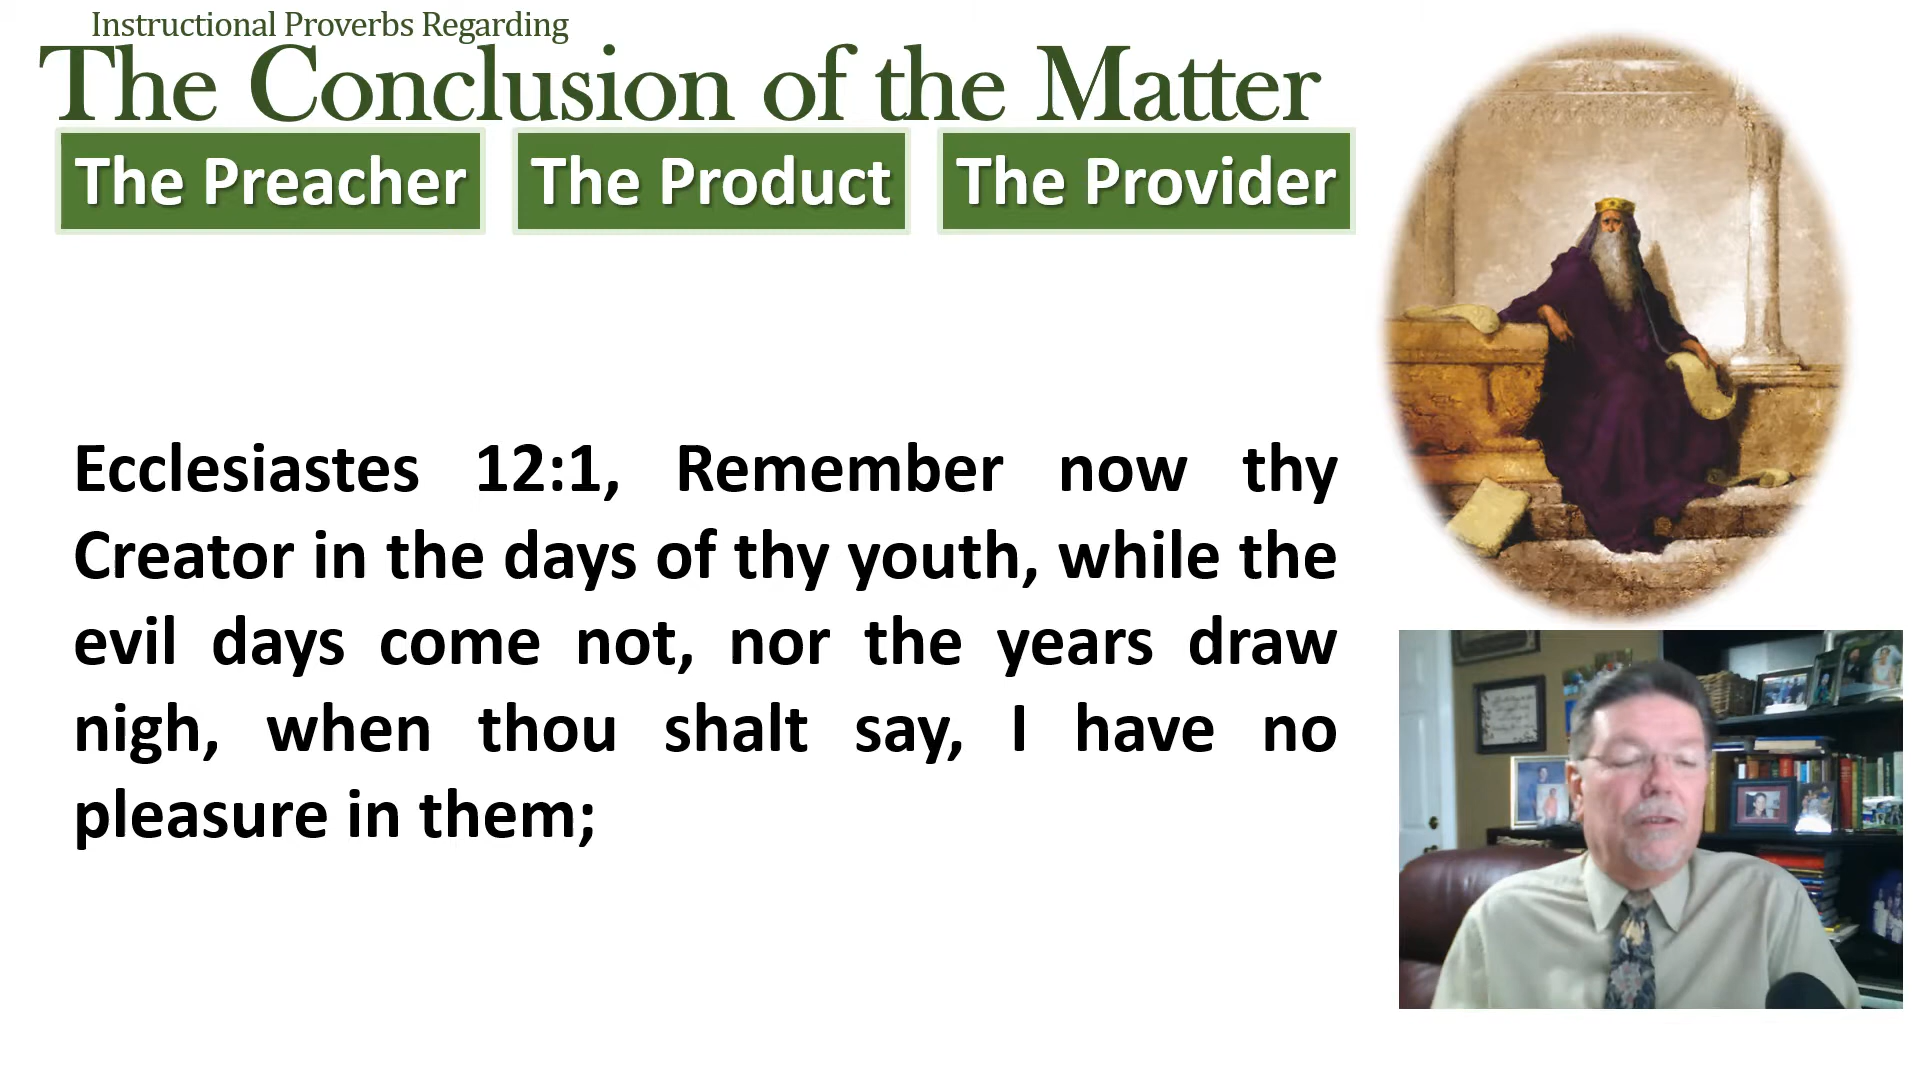 Instructional Proverbs Regarding
The Conclusion of the Matter
The Preacher The Product The Provider
Ecclesiastes 12:1, Remember now thy
Creator in the days of thy youth, while the
evil days come not, nor the years draw
nigh, when thou shalt say, I have no
pleasure in them;